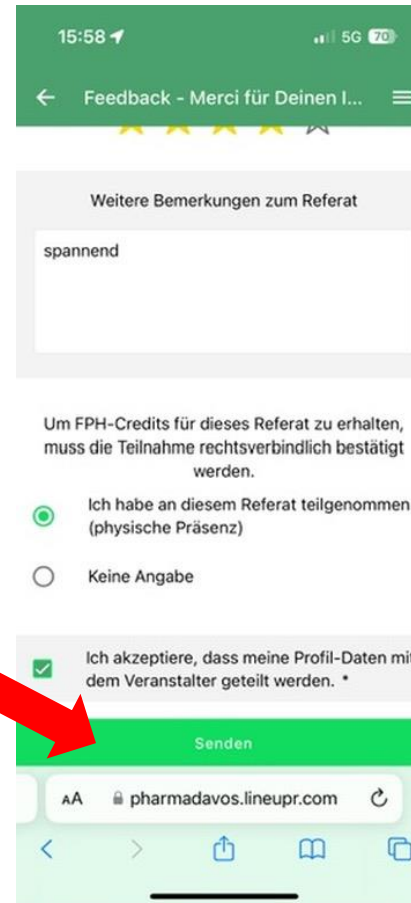 15:58
5G 70
Feedback - Merci für Deinen I...
Weitere Bemerkungen zum Referat
spannend
Um FPH-Credits für dieses Referat zu erhalten,
muss die Teilnahme rechtsverbindlich bestätigt
werden.
Ich habe an diesem Referat teilgenommen
(physische Präsenz)
Keine Angabe
Ich akzeptiere, dass meine Profil-Daten mit
dem Veranstalter geteilt werden. *
Senden
AA pharmadavos.lineupr.com